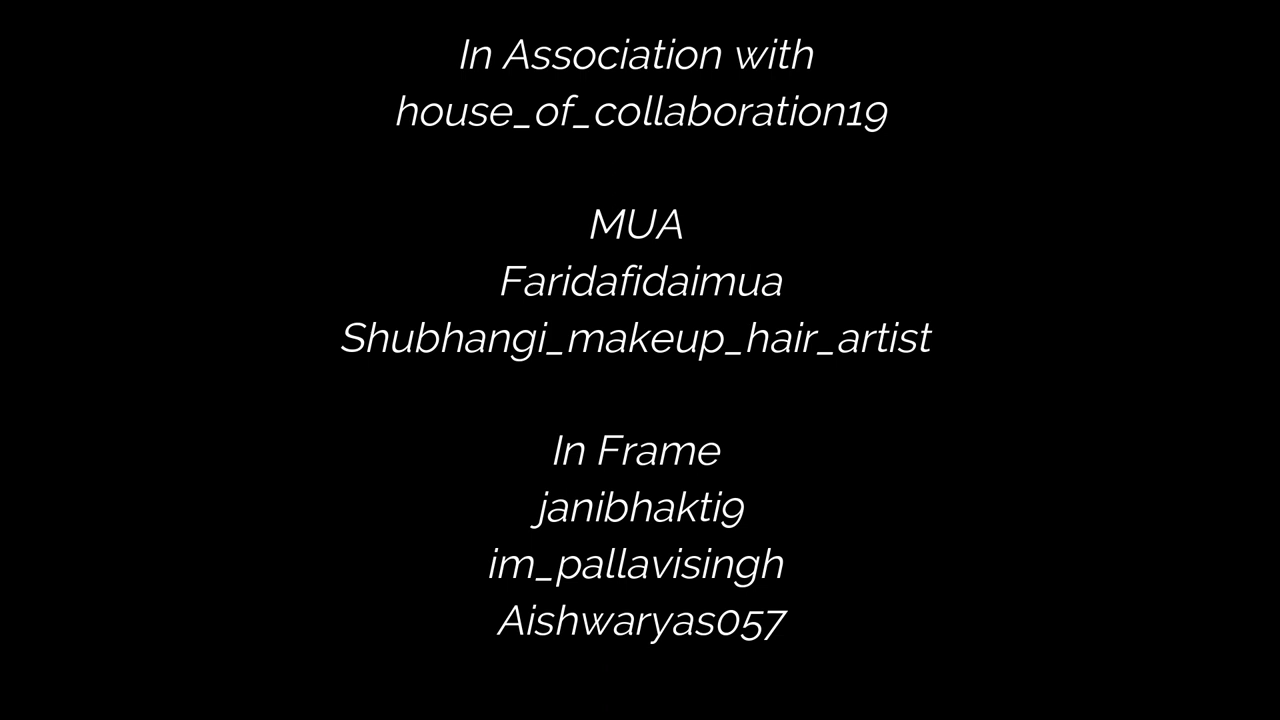 In Association with
house_of_collaboration19
MUA
Faridafidaimua
Shubhangi_makeup_hair_artist
In Frame
janibhakti9
im_pallavisingh
Aishwaryas057